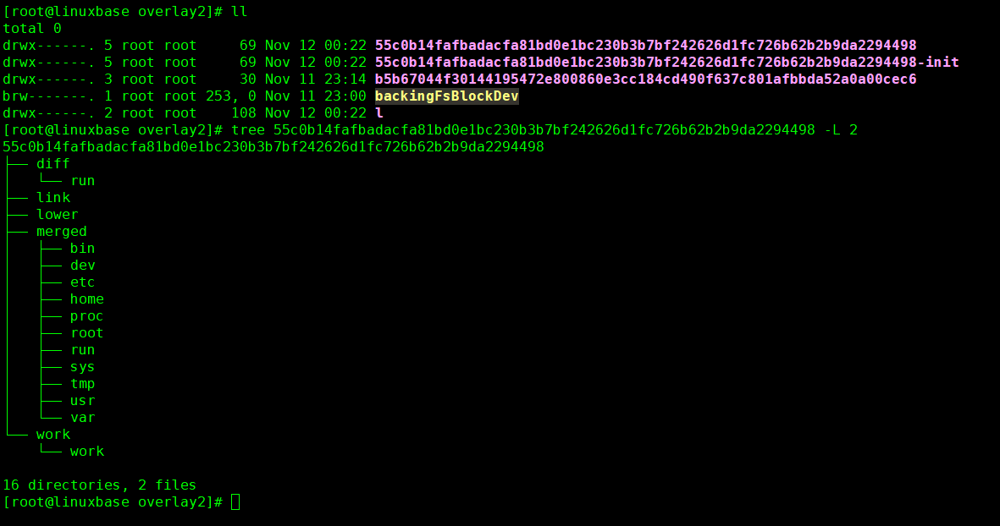 [root@linuxbase overlay2]# ll
total 0
drwx------. 5 root root     69 Nov 12 00:22 55c0b14fafbadacfa81bd0e1bc230b3b7bf242626d1fc726b62b2b9da2294498
drwx------. 5 root root     69 Nov 12 00:22 55c0b14fafbadacfa81bd0e1bc230b3b7bf242626d1fc726b62b2b9da2294498-init
drwx------. 3 root root     30 Nov 11 23:14 b5b67044f30144195472e800860e3cc184cd490f637c801afbbda52a0a00cec6
brw-------. 1 root root 253, 0 Nov 11 23:00 backingFsBlockDev
drwx------. 2 root root    108 Nov 12 00:22 l
[root@linuxbase overlay2]# tree 55c0b14fafbadacfa81bd0e1bc230b3b7bf242626d1fc726b62b2b9da2294498 -L 2
55c0b14fafbadacfa81bd0e1bc230b3b7bf242626d1fc726b62b2b9da2294498
├── diff
│   └── run
├── link
├── lower
├── merged
│   ├── bin
│   ├── dev
│   ├── etc
│   ├── home
│   ├── proc
│   ├── root
│   ├── run
│   ├── sys
│   ├── tmp
│   ├── usr
│   └── var
└── work
    └── work
16 directories, 2 files
[root@linuxbase overlay2]#